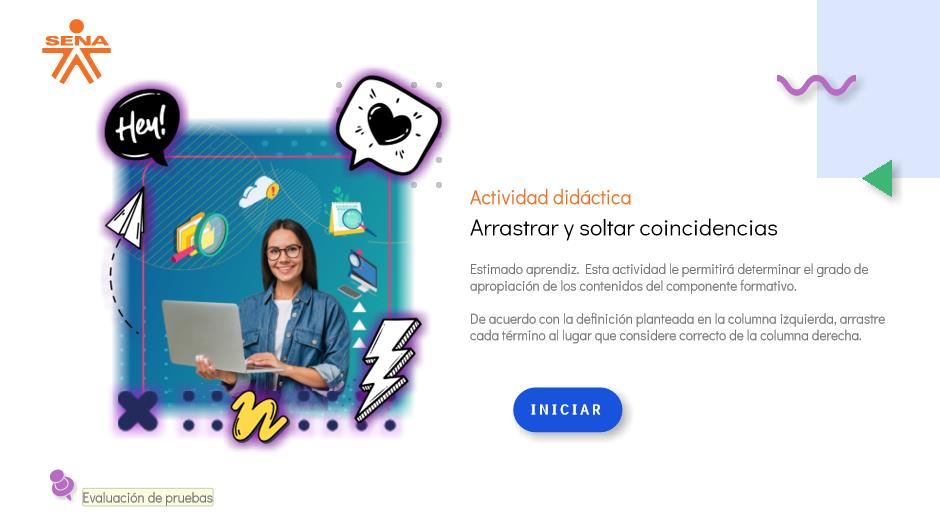 SENA
Hey!
Actividad didáctica
Arrastrar y soltar coincidencias
Estimado aprendiz. Esta actividad le permitirá determinar el grado de
apropiación de los contenidos del componente formativo.
De acuerdo con la definición planteada en la columna izquierda, arrastre
cada término al lugar que considere correcto de la columna derecha.
INICIAR
Evaluación de pruebas